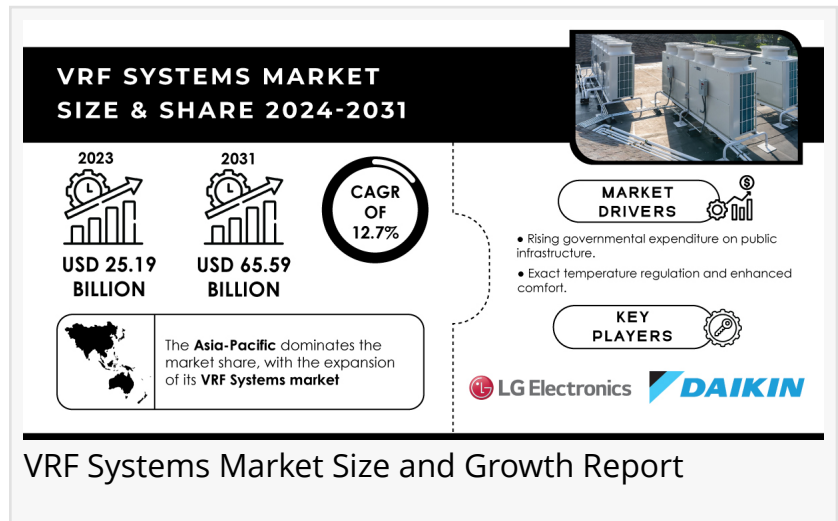 VRF SYSTEMS MARKET
SIZE & SHARE 2024-2031
2023
2031
USD 25.19
BILLION
USD 65.59
BILLION
CAGR
OF
12.7%
The Asia-Pacific dominates the
market share, with the expansion
of its VRF Systems market
MARKET
DRIVERS
$
● Rising governmental expenditure on public
infrastructure.
● Exact temperature regulation and enhanced
comfort.
KEY
PLAYERS
LG Electronics
DAIKIN
VRF Systems Market Size and Growth Report